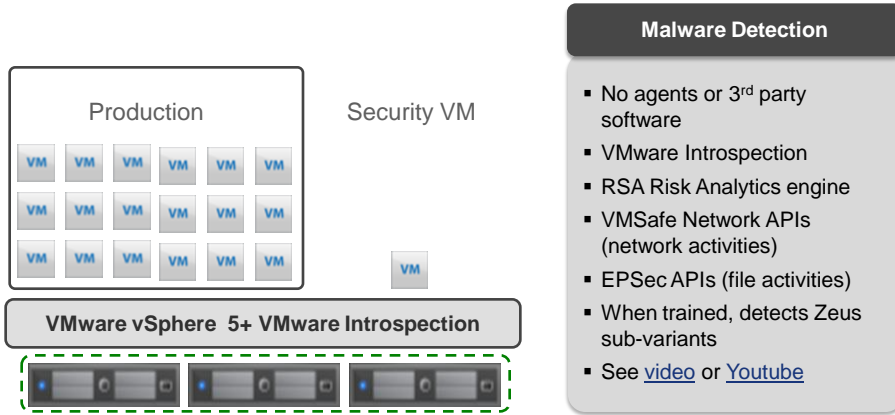 Malware Detection
Production
Security VM
VM VM VM VM VM VM
VM VM VM VM VM VM
VM VM VM VM VM VM
VM
VMware vSphere 5+ VMware Introspection
▪ No agents or 3rd party
software
▪ VMware Introspection
▪ RSA Risk Analytics engine
▪ VMSafe Network APIs
(network activities)
▪ EPSec APIs (file activities)
▪ When trained, detects Zeus
sub-variants
▪ See video or Youtube